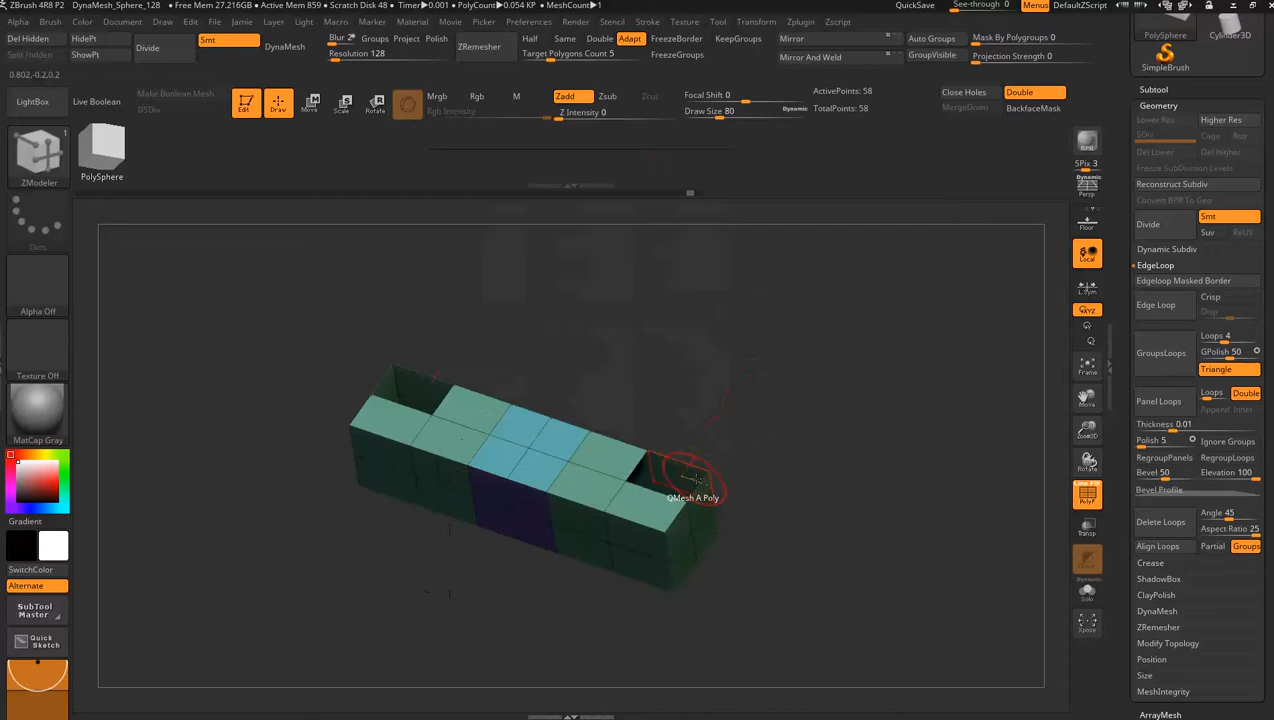 ZBrush 4R8 P2 DynaMesh_Sphere_128 • Free Mem 27.216GB • Active Mem 859 • Scratch Disk 48 • Timer▸0.001 • PolyCount▸0.054 KP • MeshCount▸1 QuickSave See-through 0 Menus DefaultZScript
Alpha Brush Color Document Draw Edit File Jamie Layer Light Macro Marker Material Movie Picker Preferences Render Stencil Stroke Texture Tool Transform Zplugin Zscript
Del Hidden HidePt Divide Smt DynaMesh Blur 2 Groups Project Polish ZRemesher Half Same Double Adapt FreezeBorder KeepGroups Mirror Auto Groups Mask By Polygroups 0
Split Hidden ShowPt Resolution 128 Target Polygons Count 5 FreezeGroups Mirror And Weld GroupVisible Projection Strength 0
0.802,-0.2,0.2
LightBox Live Boolean Make Boolean Mesh DSDiv Edit Draw Move Scale Rotate Mrgb Rgb M Zadd Zsub Zcut Focal Shift 0 ActivePoints: 58 Close Holes Double
Rgb Intensity Z Intensity 0 Draw Size 80 Dynamic TotalPoints: 58 MergeDown BackfaceMask
ZModeler
1
PolySphere
Dots
Alpha Off
Texture Off
MatCap Gray
Gradient
SwitchColor
Alternate
SubTool
Master
Quick
Sketch
QMesh A Poly
BPR
SPix 3
Dynamic
Persp
Floor
Local
L.Sym
XYZ
Frame
Move
Zoom3D
Rotate
Line Fill
PolyF
Transp
Dynamic
Solo
Xpose
PolySphere Cylinder3D
SimpleBrush
Subtool
Geometry
Lower Res Higher Res
SDiv Cage Rstr
Del Lower Del Higher
Freeze SubDivision Levels
Reconstruct Subdiv
Convert BPR To Geo
Divide Smt
Suv ReUV
Dynamic Subdiv
EdgeLoop
Edgeloop Masked Border
Edge Loop Crisp
Disp
GroupsLoops Loops 4
GPolish 50
Triangle
Panel Loops Loops Double
Append Inner
Thickness 0.01
Polish 5 Ignore Groups
RegroupPanels RegroupLoops
Bevel 50 Elevation 100
Bevel Profile
Delete Loops Angle 45
Aspect Ratio 25
Align Loops Partial Groups
Crease
ShadowBox
ClayPolish
DynaMesh
ZRemesher
Modify Topology
Position
Size
MeshIntegrity
ArrayMesh